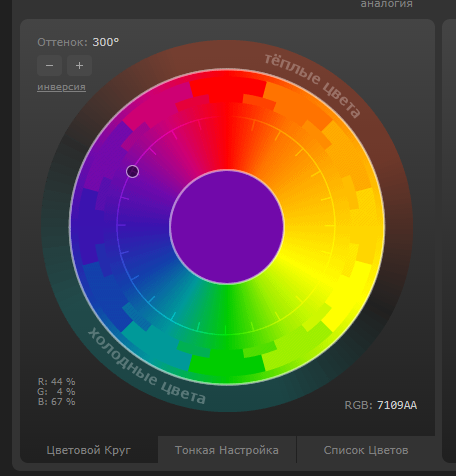 аналогия
Оттенок: 300°
− +
инверсия
тёплые цвета
холодные цвета
R: 44 %
G: 4 %
B: 67 %
RGB: 7109AA
Цветовой Круг Тонкая Настройка Список Цветов